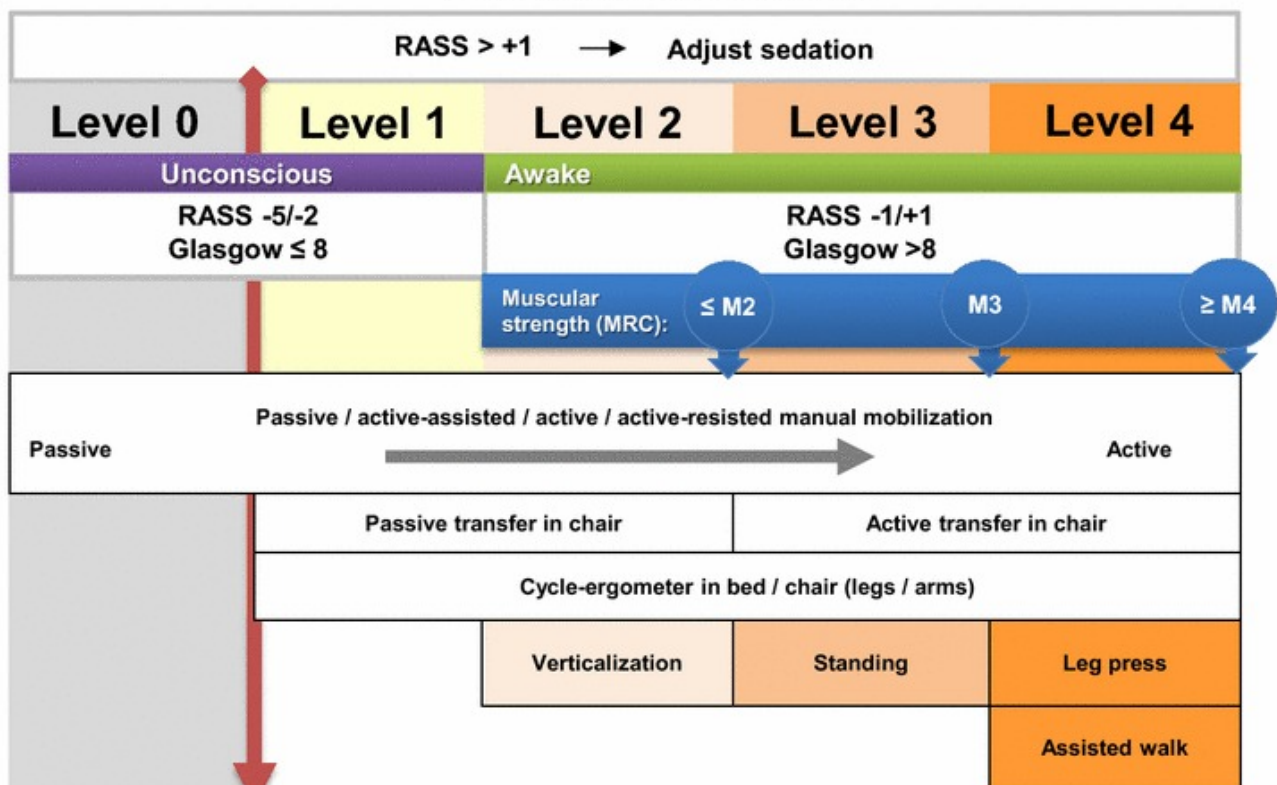 RASS > +1 → Adjust sedation
Level 0
Level 1
Level 2
Level 3
Level 4
Unconscious
Awake
RASS -5/-2
Glasgow ≤ 8
RASS -1/+1
Glasgow >8
Muscular
strength (MRC):
≤ M2
M3
≥ M4
Passive / active-assisted / active / active-resisted manual mobilization
Passive
Active
Passive transfer in chair
Active transfer in chair
Cycle-ergometer in bed / chair (legs / arms)
Verticalization
Standing
Leg press
Assisted walk